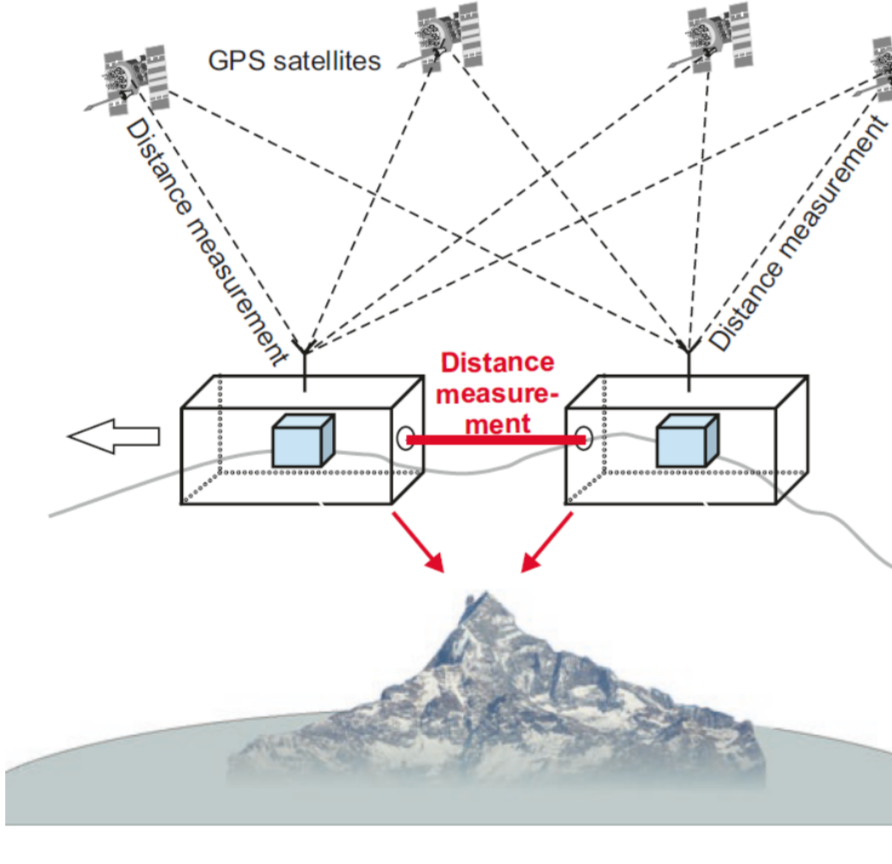 GPS satellites
Distance measurement
Distance measurement
Distance
measure-
ment